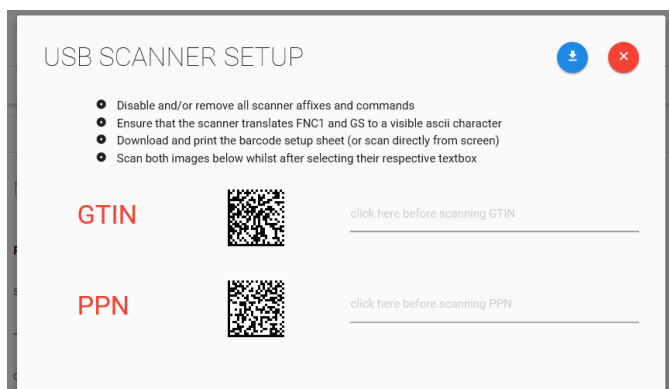 USB SCANNER SETUP
Disable and/or remove all scanner affixes and commands
Ensure that the scanner translates FNC1 and GS to a visible ascii character
Download and print the barcode setup sheet (or scan directly from screen)
Scan both images below whilst after selecting their respective textbox
GTIN
click here before scanning GTIN
PPN
click here before scanning PPN